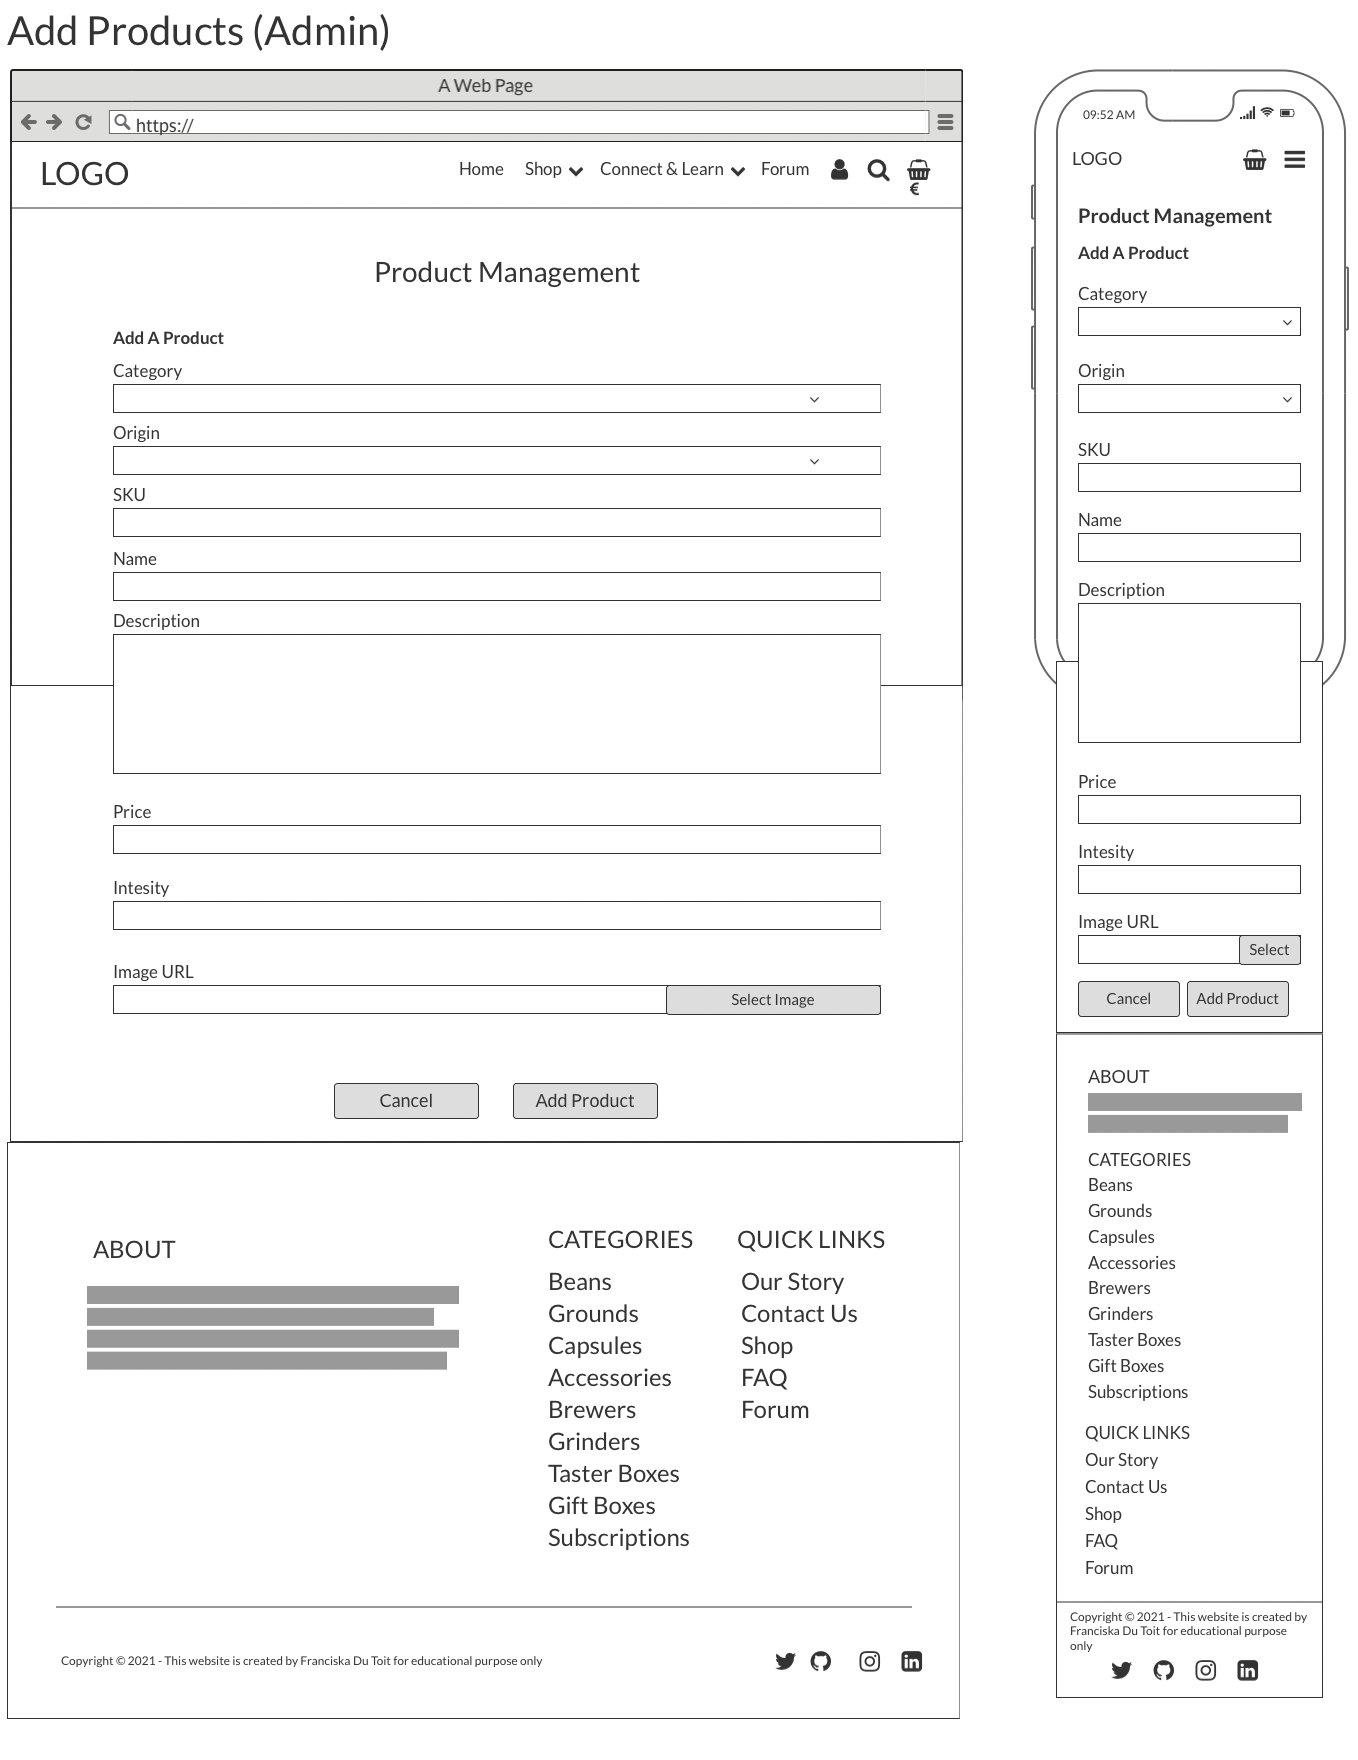 Add Products (Admin)
A Web Page
https://
LOGO
Home Shop Connect & Learn Forum
€
Product Management
Add A Product
Category
Origin
SKU
Name
Description
Price
Intesity
Image URL
Select Image
Cancel Add Product
ABOUT
CATEGORIES
Beans
Grounds
Capsules
Accessories
Brewers
Grinders
Taster Boxes
Gift Boxes
Subscriptions
QUICK LINKS
Our Story
Contact Us
Shop
FAQ
Forum
Copyright © 2021 - This website is created by Franciska Du Toit for educational purpose only
09:52 AM
LOGO
Product Management
Add A Product
Category
Origin
SKU
Name
Description
Price
Intesity
Image URL
Select
Cancel Add Product
ABOUT
CATEGORIES
Beans
Grounds
Capsules
Accessories
Brewers
Grinders
Taster Boxes
Gift Boxes
Subscriptions
QUICK LINKS
Our Story
Contact Us
Shop
FAQ
Forum
Copyright © 2021 - This website is created by
Franciska Du Toit for educational purpose
only